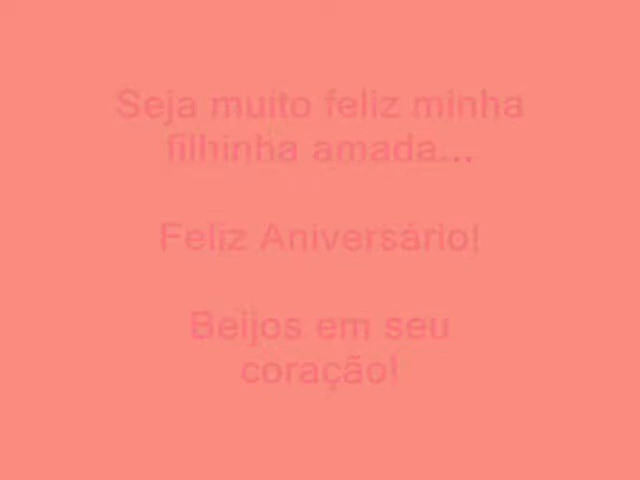 Seja muito feliz minha
filhinha amada...
Feliz Aniversário!
Beijos em seu
coração!